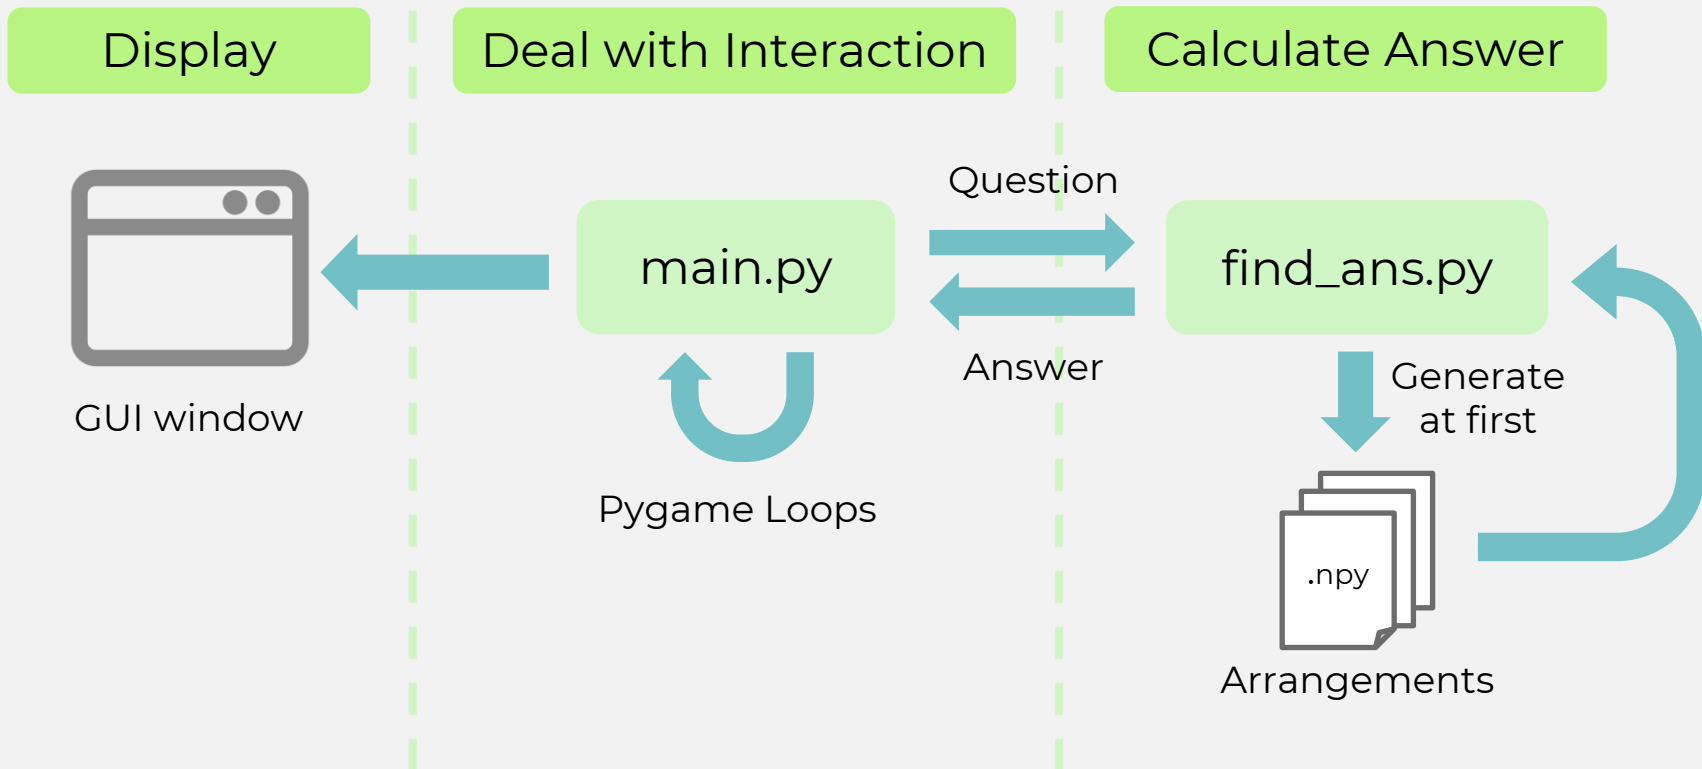 Display
Deal with Interaction
Calculate Answer
Question
main.py
find_ans.py
Answer
Generate
at first
GUI window
Pygame Loops
.npy
Arrangements